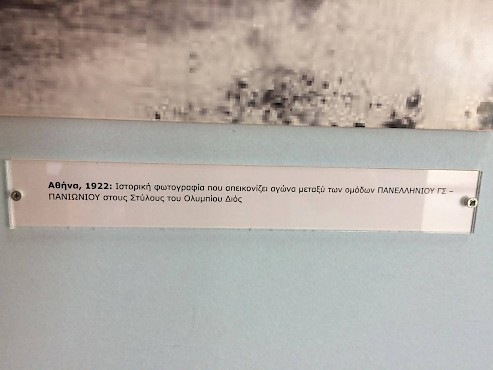 Αθήνα, 1922: Ιστορική φωτογραφία που απεικονίζει αγώνα μεταξύ των ομάδων ΠΑΝΕΛΛΗΝΙΟΥ ΓΣ –
ΠΑΝΙΩΝΙΟΥ στους Στύλους του Ολυμπίου Διός